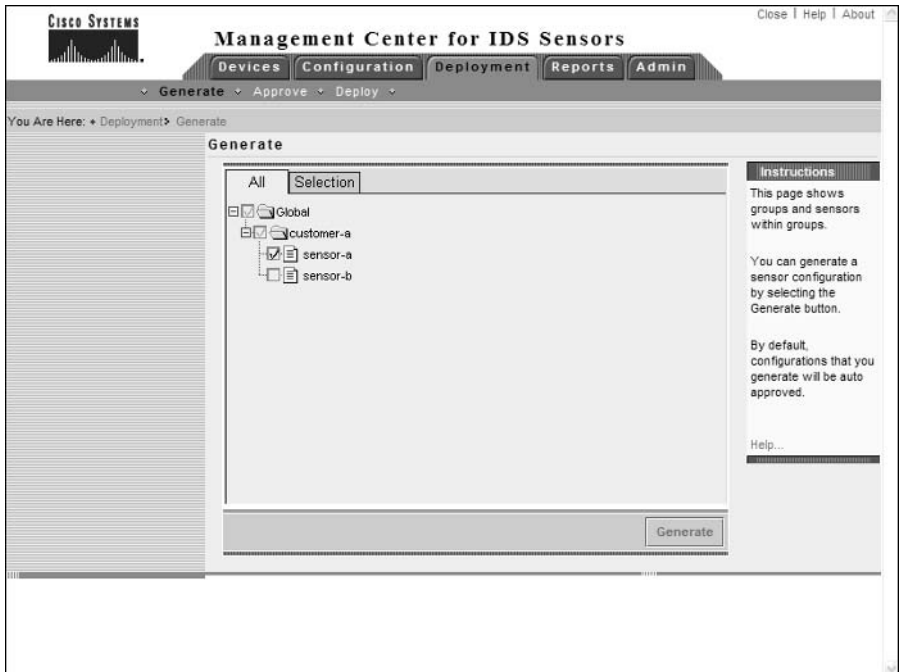 Close | Help | About
CISCO SYSTEMS
Management Center for IDS Sensors
Devices Configuration Deployment Reports Admin
Generate Approve Deploy
You Are Here: Deployment > Generate
Generate
All Selection
Global
customer-a
sensor-a
sensor-b
Generate
Instructions
This page shows
groups and sensors
within groups.
You can generate a
sensor configuration
by selecting the
Generate button.
By default,
configurations that you
generate will be auto
approved.
Help...